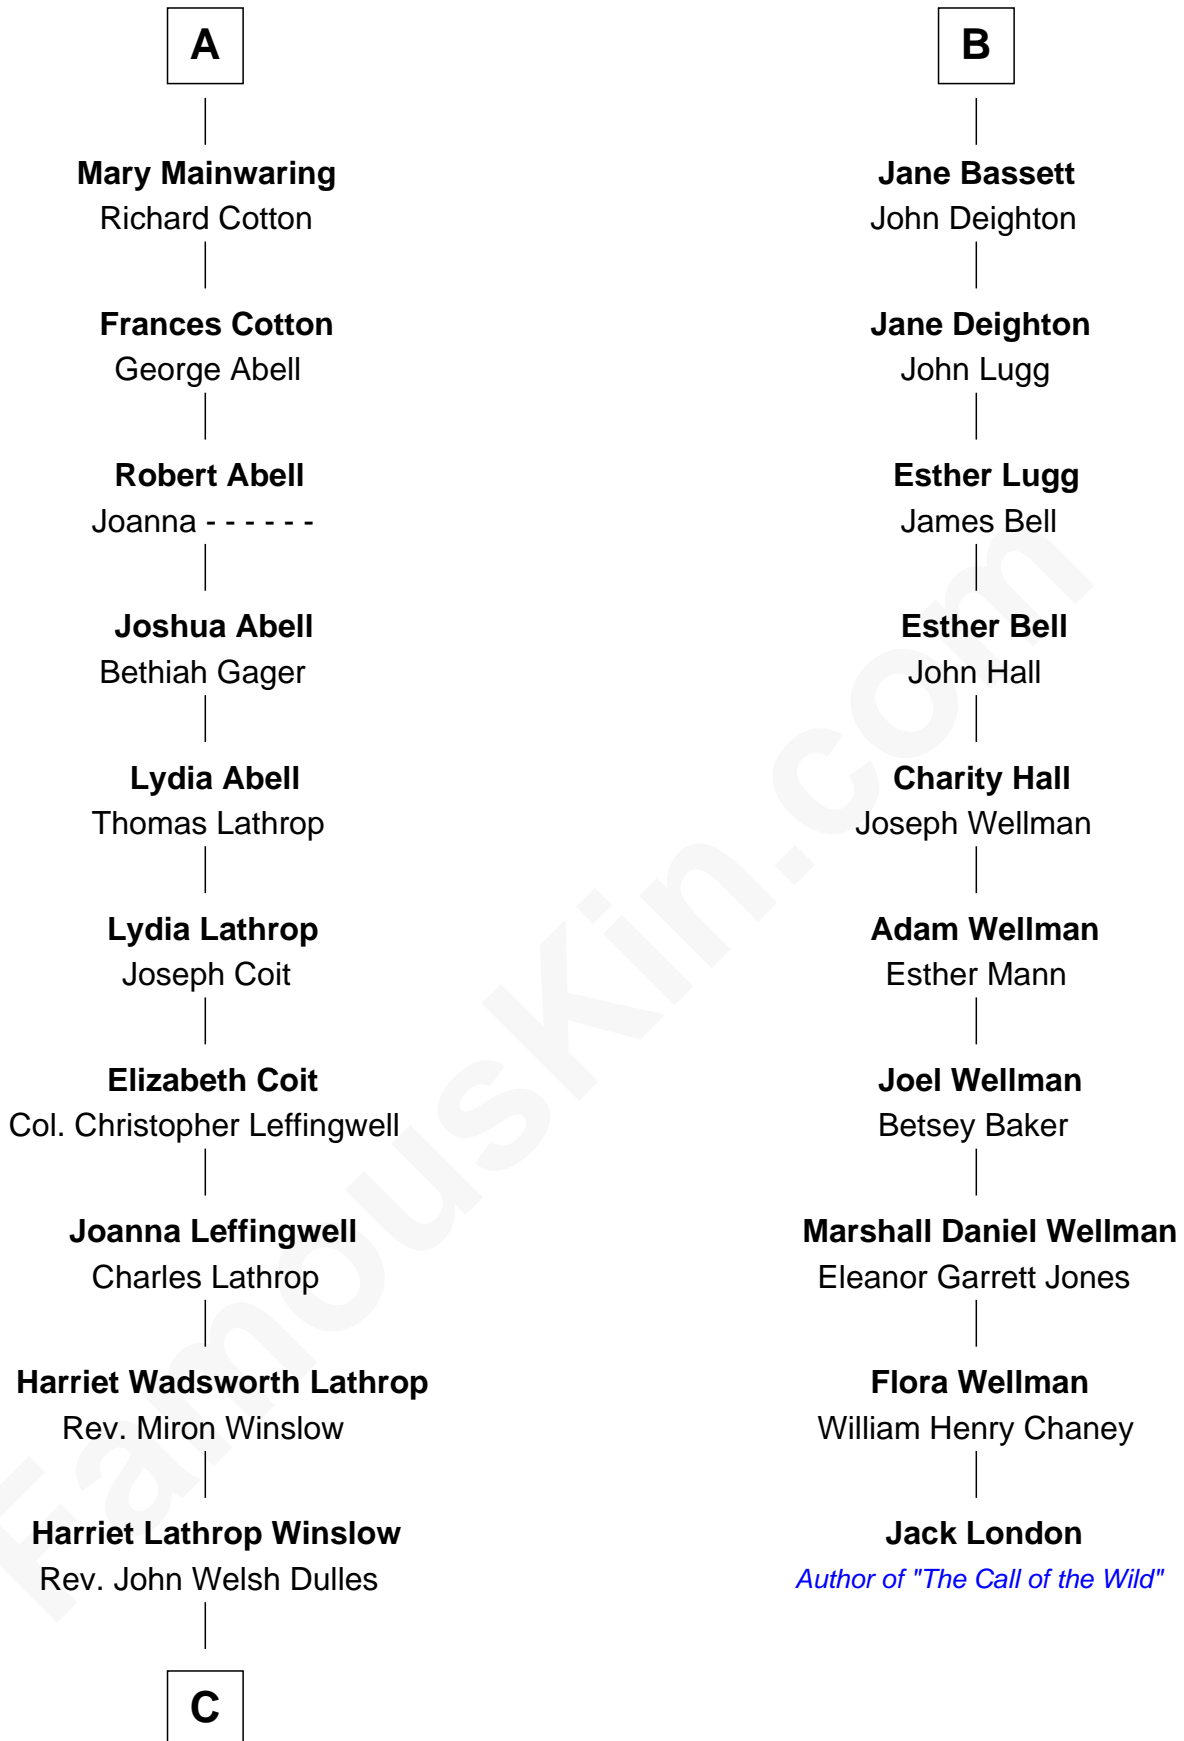 A
Mary Mainwaring
Richard Cotton
Frances Cotton
George Abell
Robert Abell
Joanna - - - - - -
Joshua Abell
Bethiah Gager
Lydia Abell
Thomas Lathrop
Lydia Lathrop
Joseph Coit
Elizabeth Coit
Col. Christopher Leffingwell
Joanna Leffingwell
Charles Lathrop
Harriet Wadsworth Lathrop
Rev. Miron Winslow
Harriet Lathrop Winslow
Rev. John Welsh Dulles
C
B
Jane Bassett
John Deighton
Jane Deighton
John Lugg
Esther Lugg
James Bell
Esther Bell
John Hall
Charity Hall
Joseph Wellman
Adam Wellman
Esther Mann
Joel Wellman
Betsey Baker
Marshall Daniel Wellman
Eleanor Garrett Jones
Flora Wellman
William Henry Chaney
Jack London
Author of "The Call of the Wild"
FamousKin.com